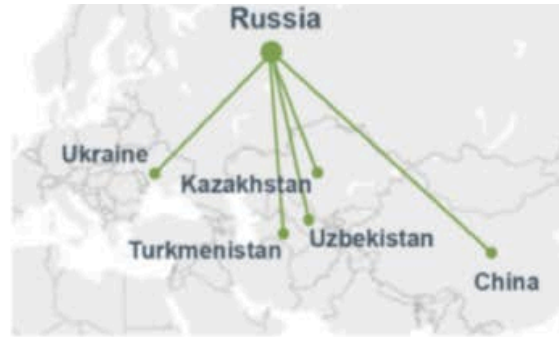 Russia
Ukraine
Kazakhstan
Uzbekistan
Turkmenistan
China